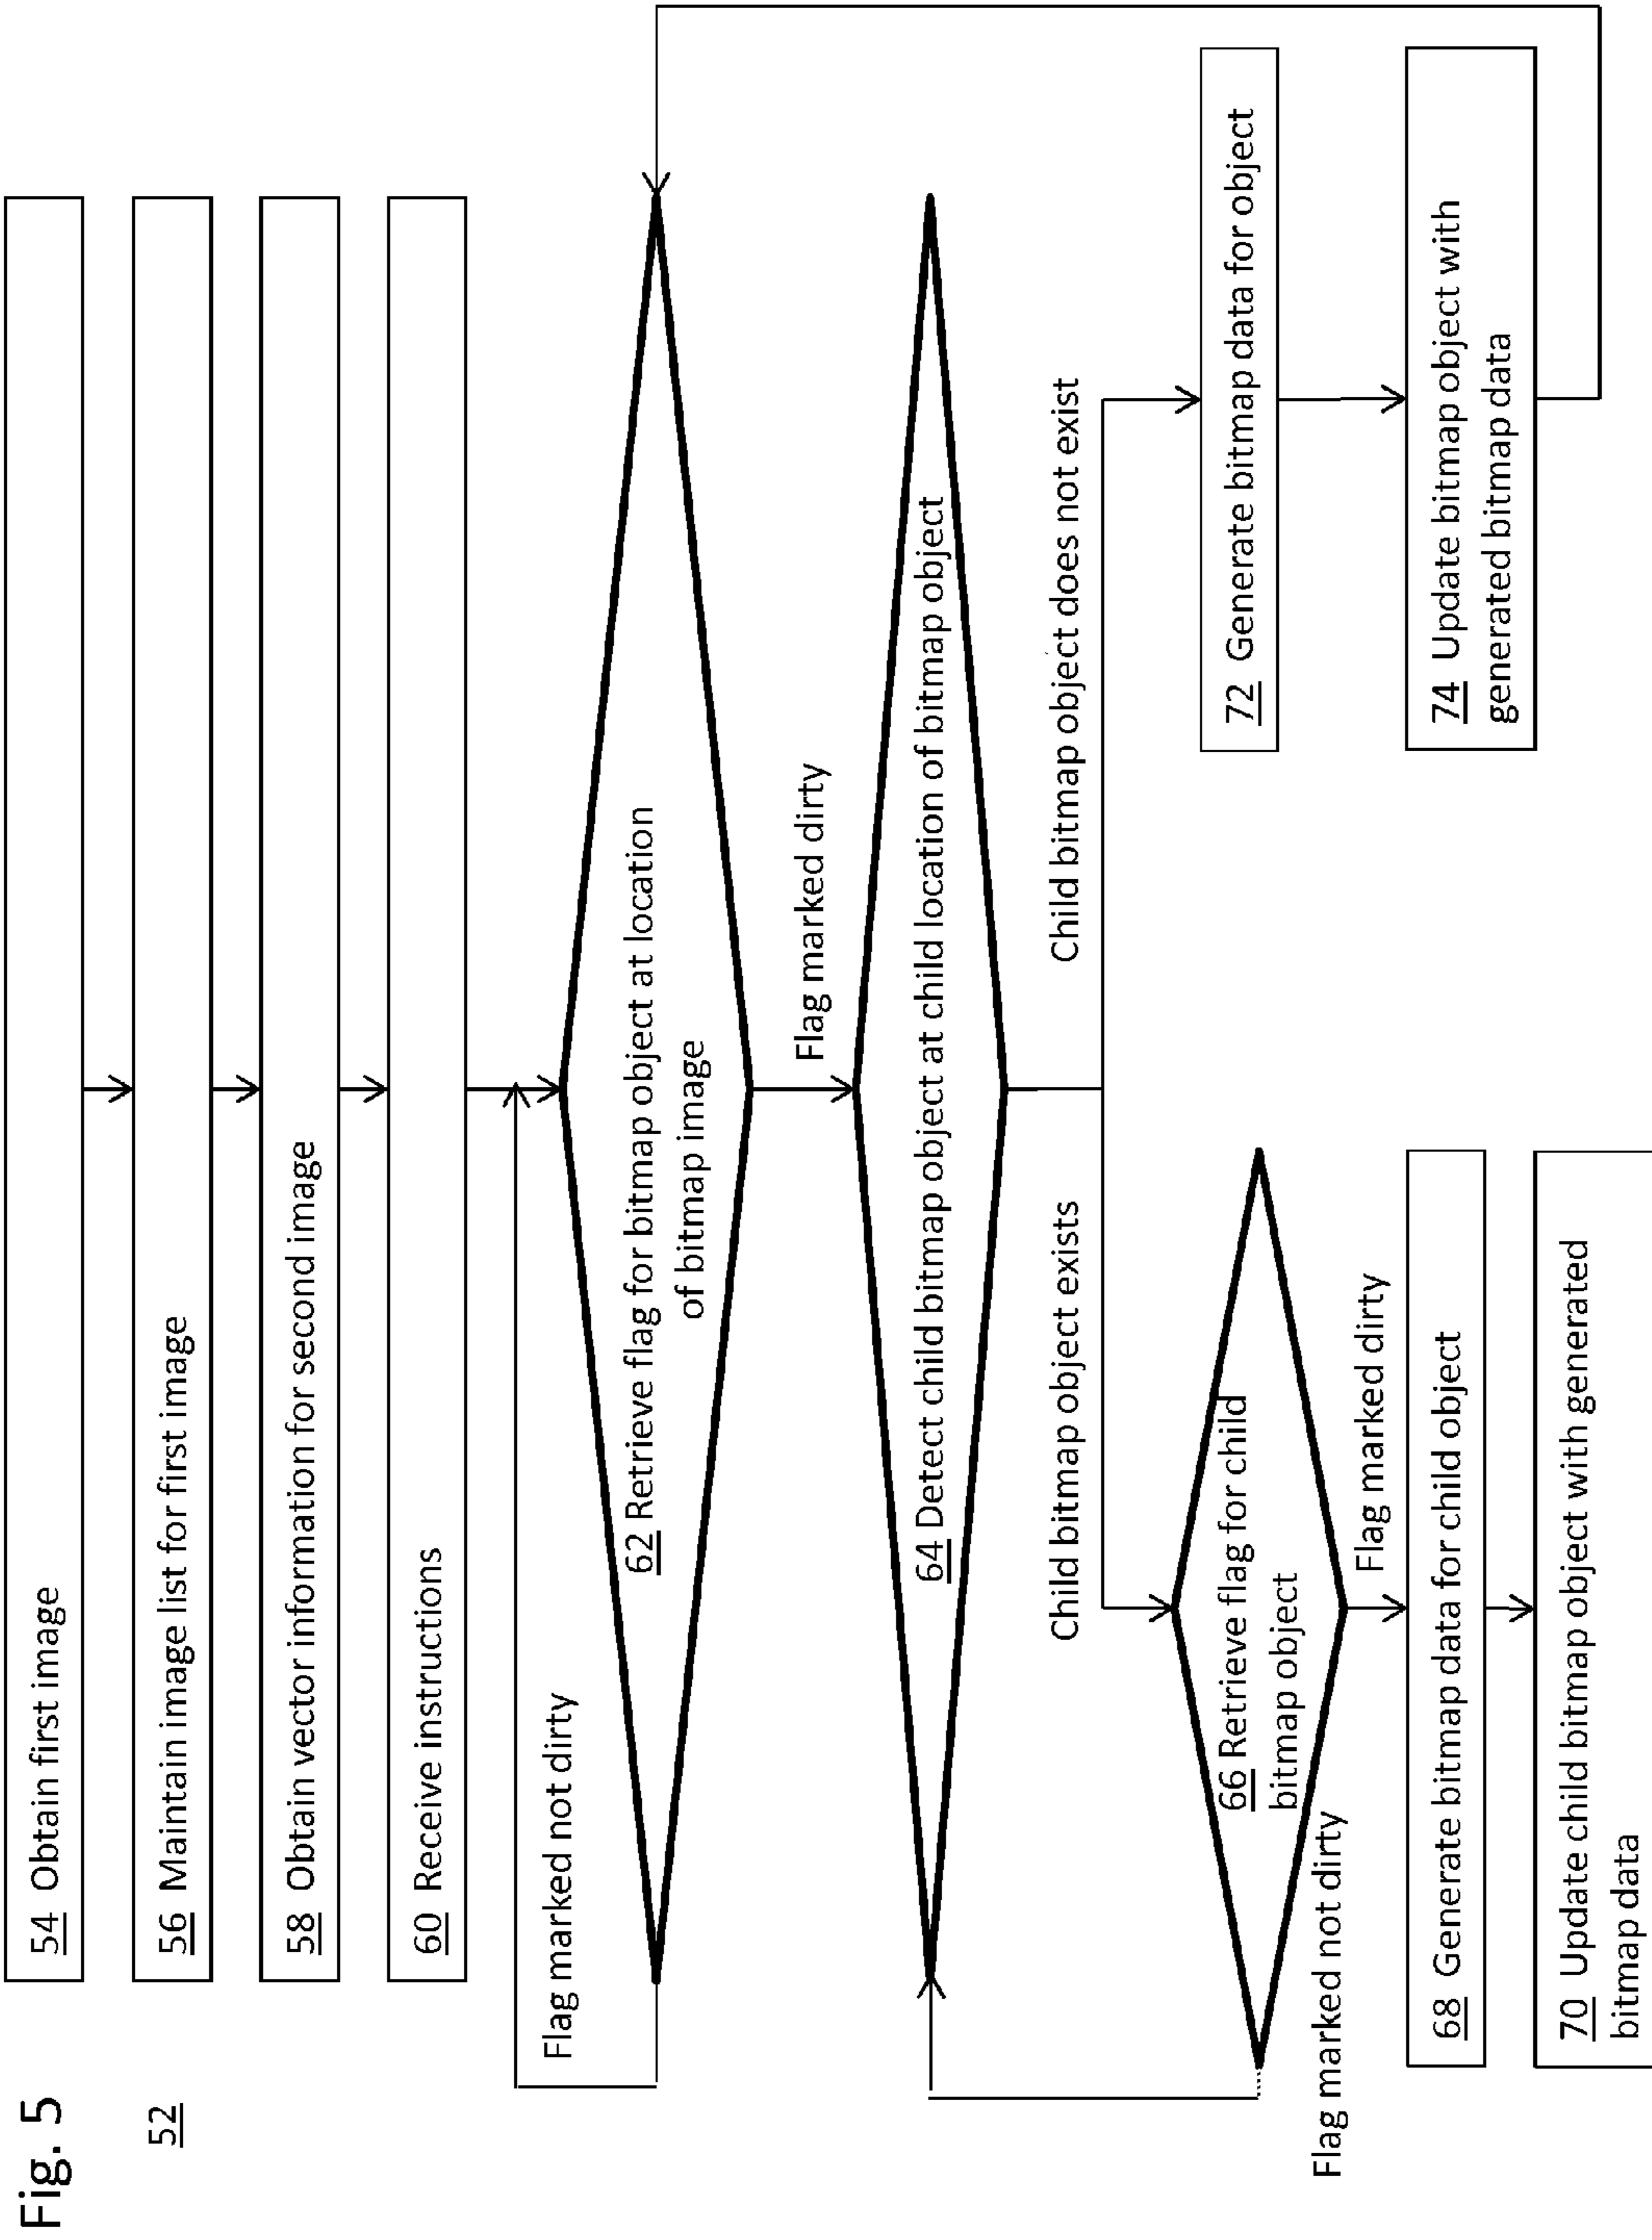 Fig. 5
52
54 Obtain first image
56 Maintain image list for first image
58 Obtain vector information for second image
60 Receive instructions
Flag marked not dirty
62 Retrieve flag for bitmap object at location
of bitmap image
Flag marked dirty
64 Detect child bitmap object at child location of bitmap object
Child bitmap object exists
Child bitmap object does not exist
66 Retrieve flag for child
bitmap object
Flag marked not dirty
Flag marked dirty
68 Generate bitmap data for child object
70 Update child bitmap object with generated
bitmap data
72 Generate bitmap data for object
74 Update bitmap object with
generated bitmap data